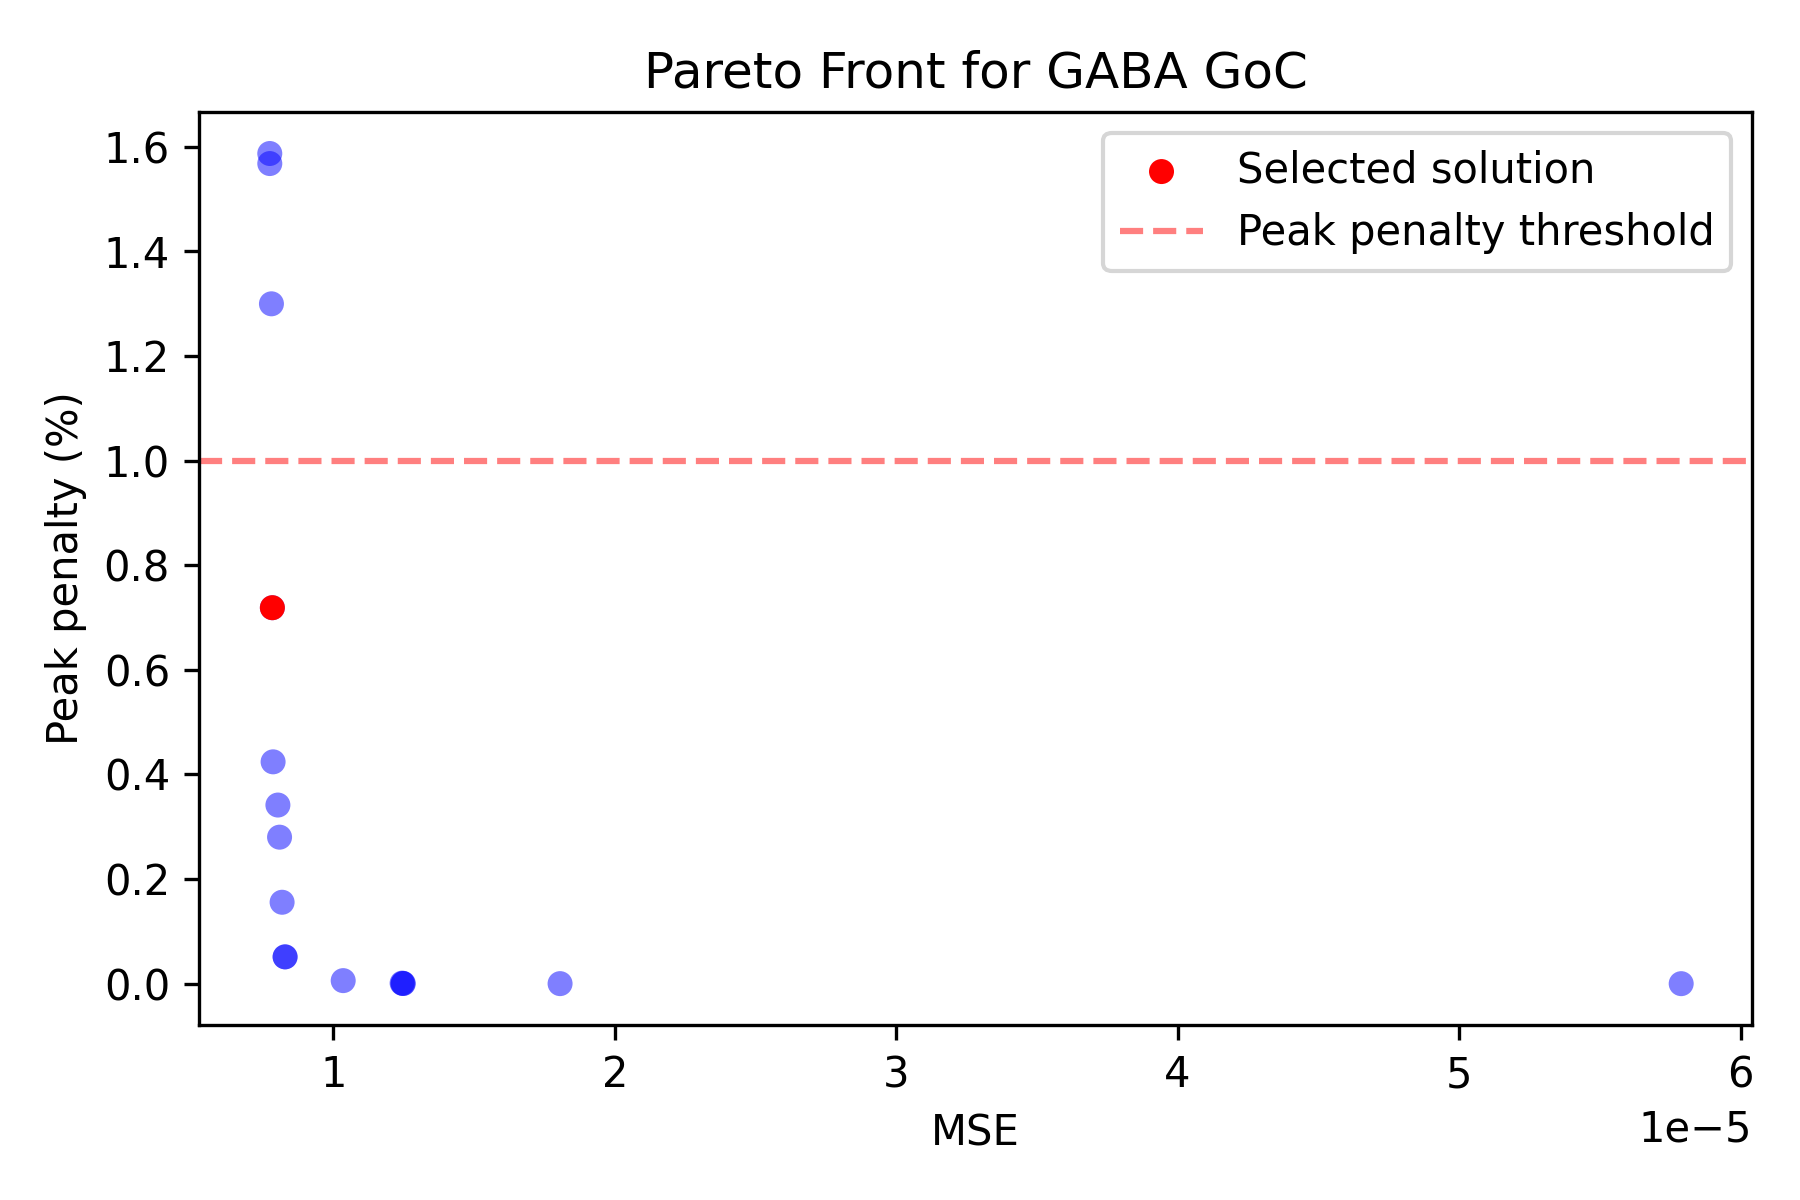 Pareto Front for GABA GoC
Selected solution
Peak penalty threshold
Peak penalty (%)
1.6
1.4
1.2
1.0
0.8
0.6
0.4
0.2
0.0
1 2 3 4 5 6
MSE
1e−5